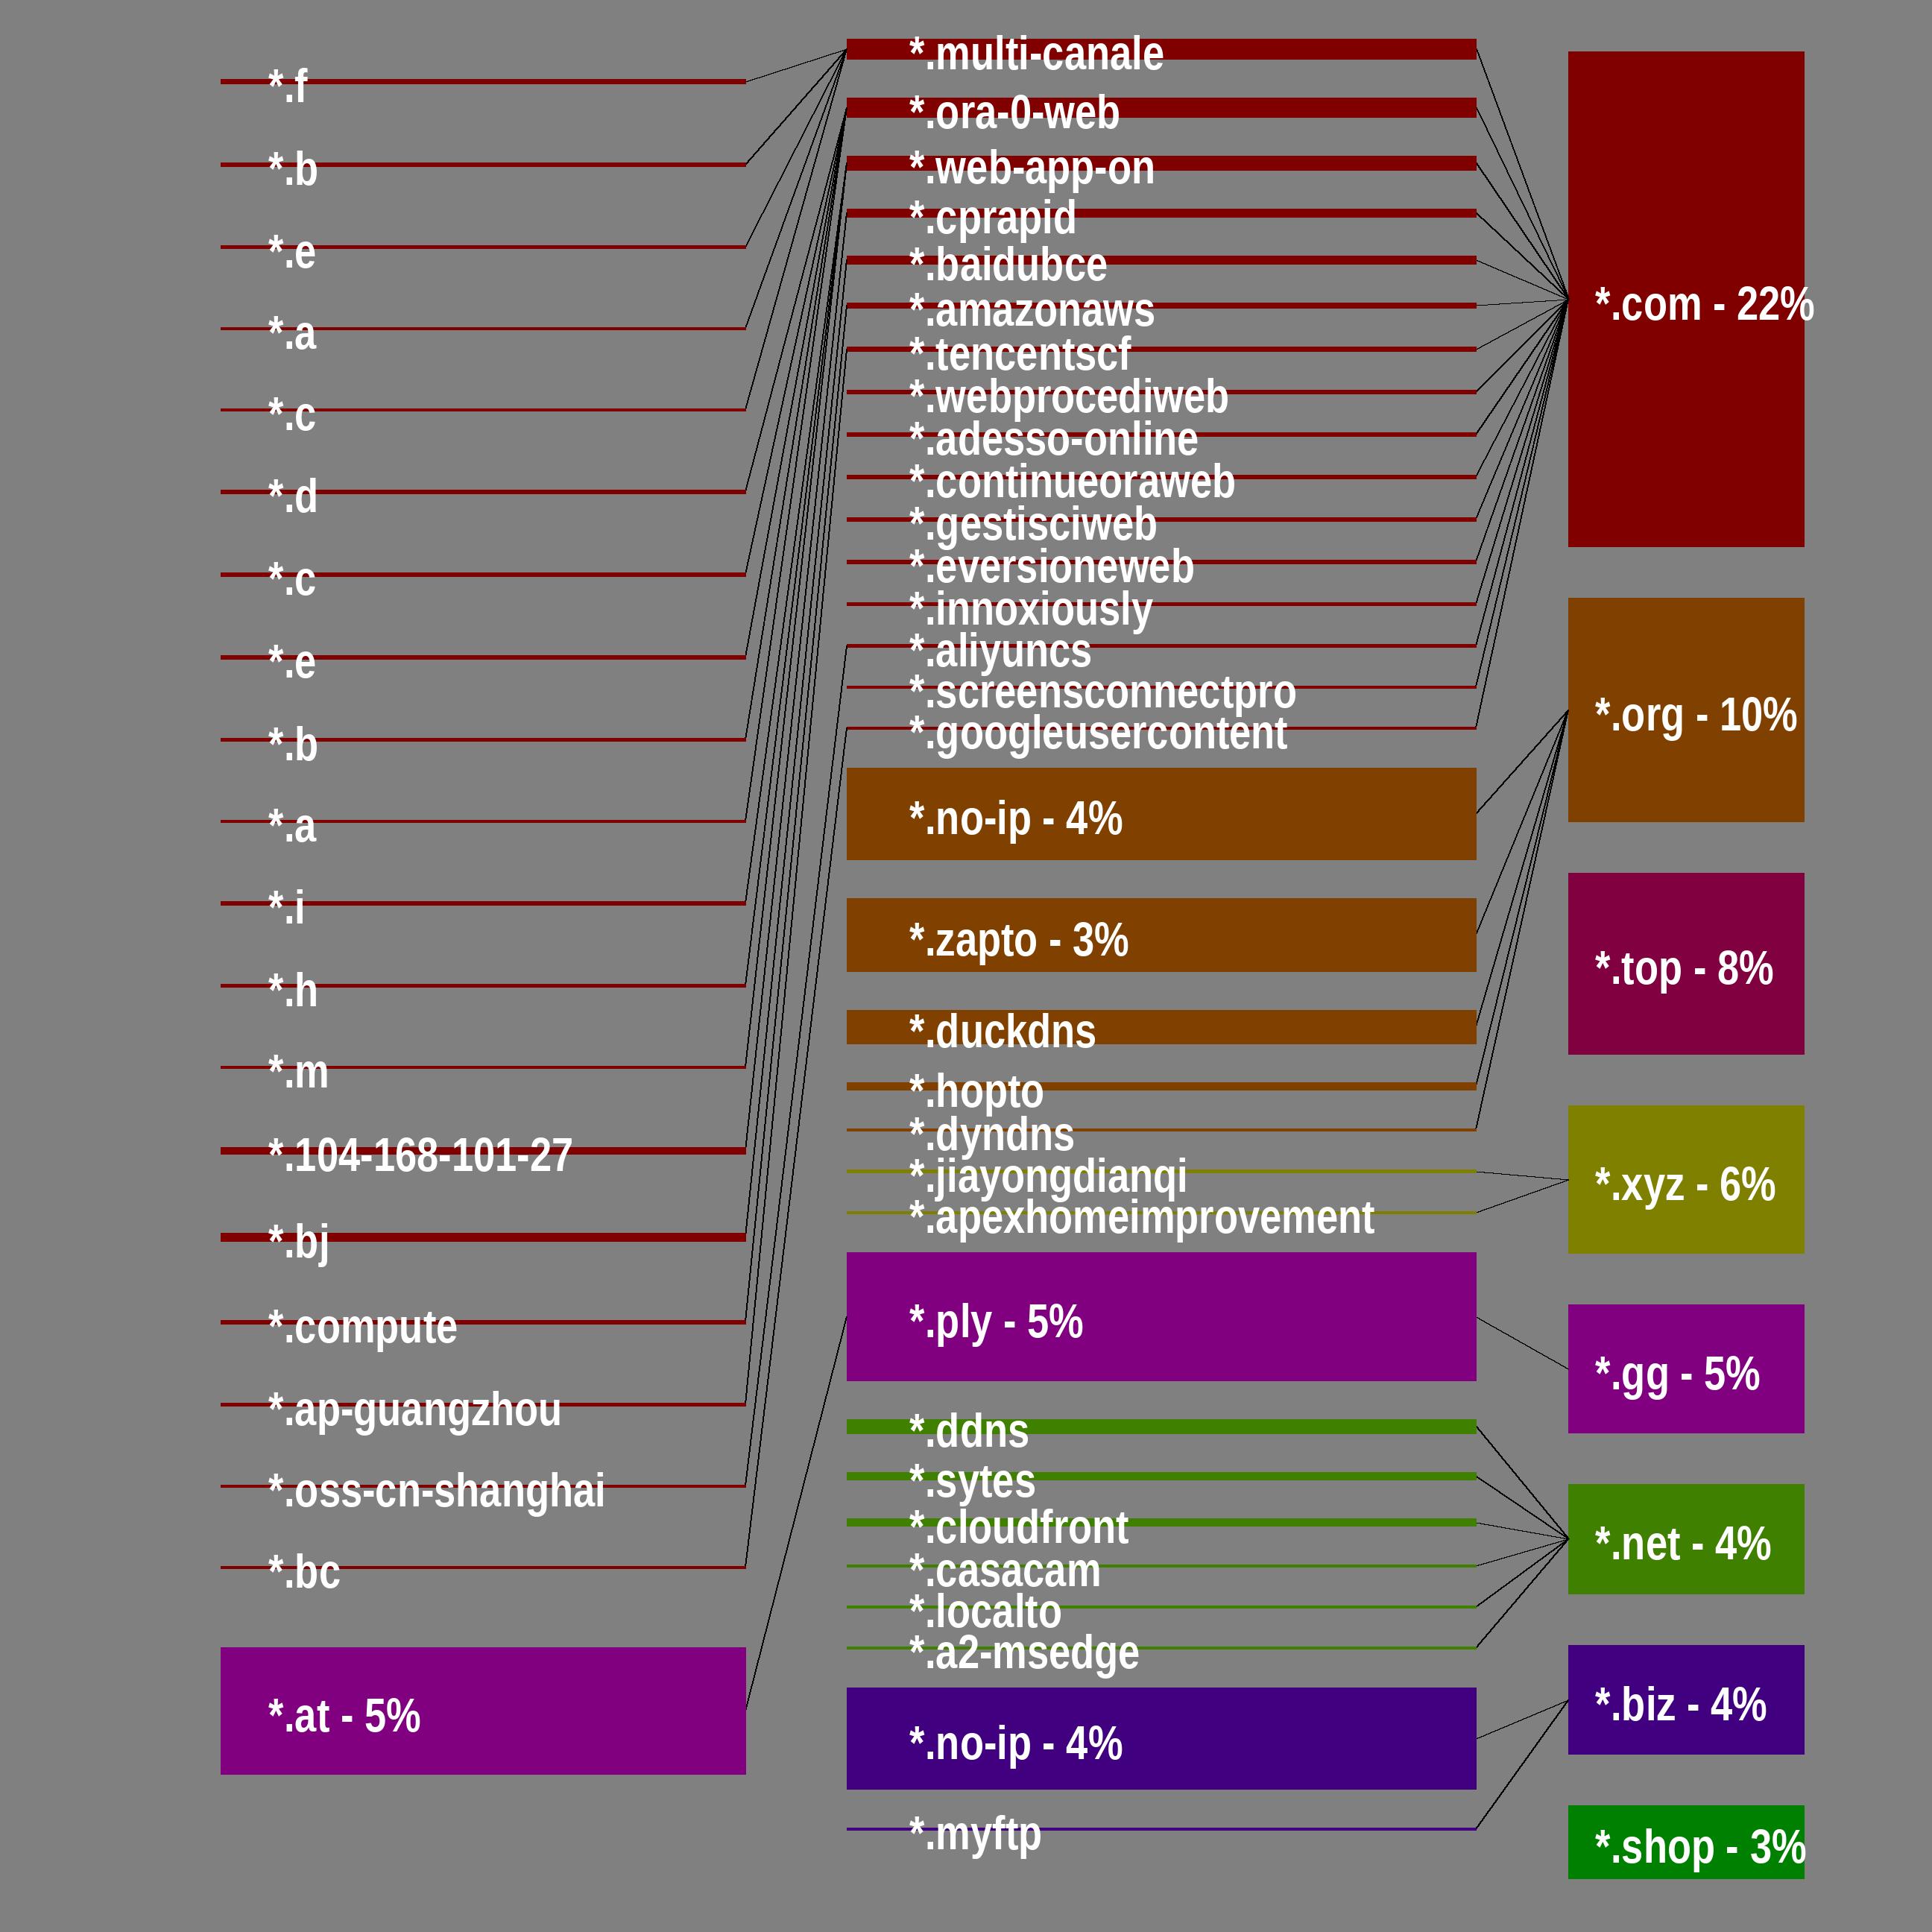 *.f
*.b
*.e
*.a
*.c
*.d
*.c
*.e
*.b
*.a
*.i
*.h
*.m
*.104-168-101-27
*.bj
*.compute
*.ap-guangzhou
*.oss-cn-shanghai
*.bc
*.at - 5%
*.multi-canale
*.ora-0-web
*.web-app-on
*.cprapid
*.baidubce
*.amazonaws
*.tencentscf
*.webprocediweb
*.adesso-online
*.continueoraweb
*.gestisciweb
*.eversioneweb
*.innoxiously
*.aliyuncs
*.screensconnectpro
*.googleusercontent
*.no-ip - 4%
*.zapto - 3%
*.duckdns
*.hopto
*.dyndns
*.jiayongdianqi
*.apexhomeimprovement
*.ply - 5%
*.ddns
*.sytes
*.cloudfront
*.casacam
*.localto
*.a2-msedge
*.no-ip - 4%
*.myftp
*.com - 22%
*.org - 10%
*.top - 8%
*.xyz - 6%
*.gg - 5%
*.net - 4%
*.biz - 4%
*.shop - 3%